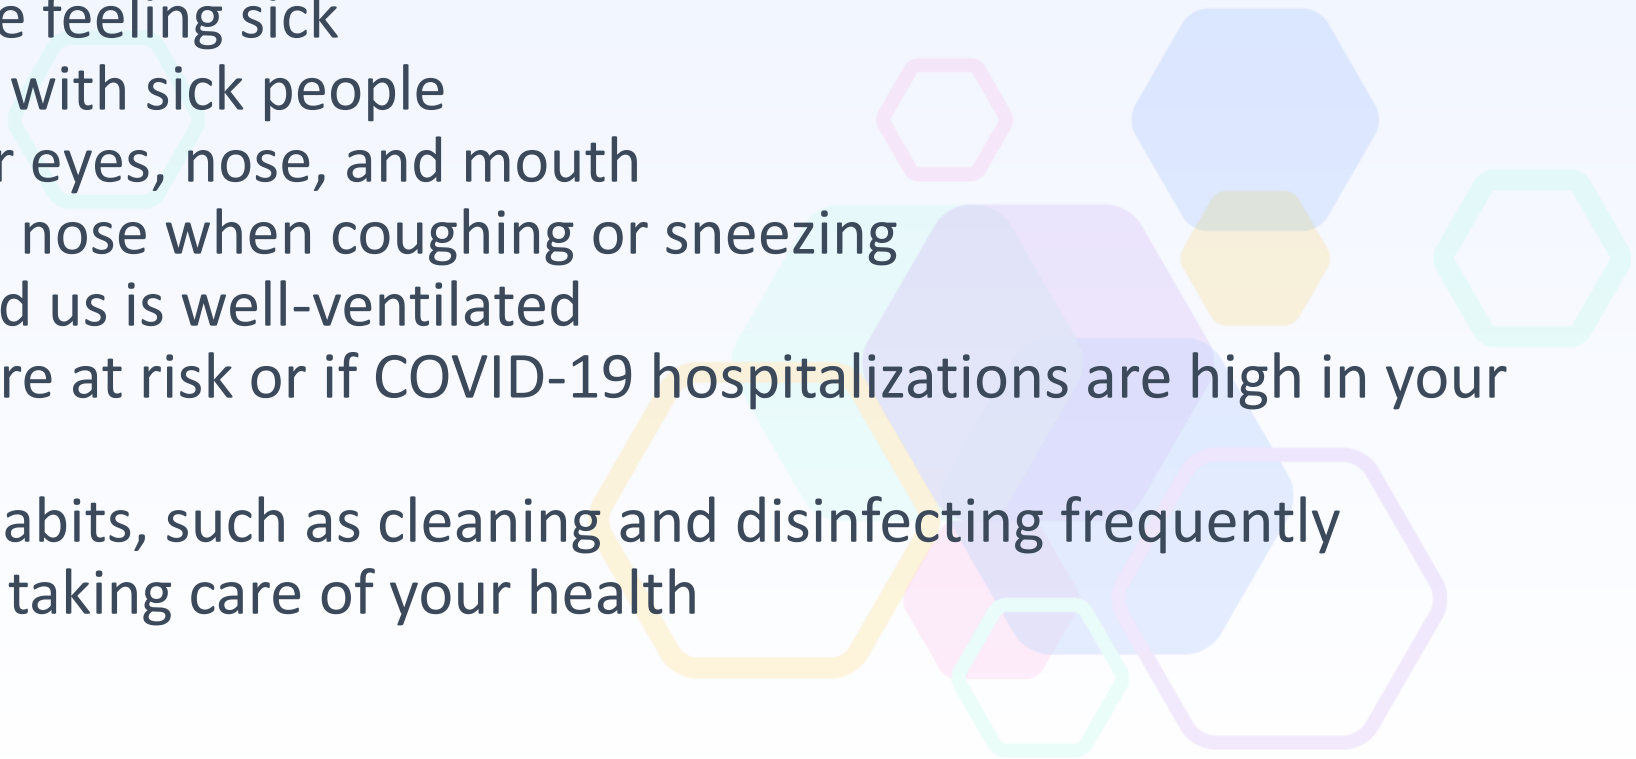 e feeling sick
with sick people
r eyes, nose, and mouth
nose when coughing or sneezing
d us is well-ventilated
re at risk or if COVID-19 hospitalizations are high in your
abits, such as cleaning and disinfecting frequently
taking care of your health